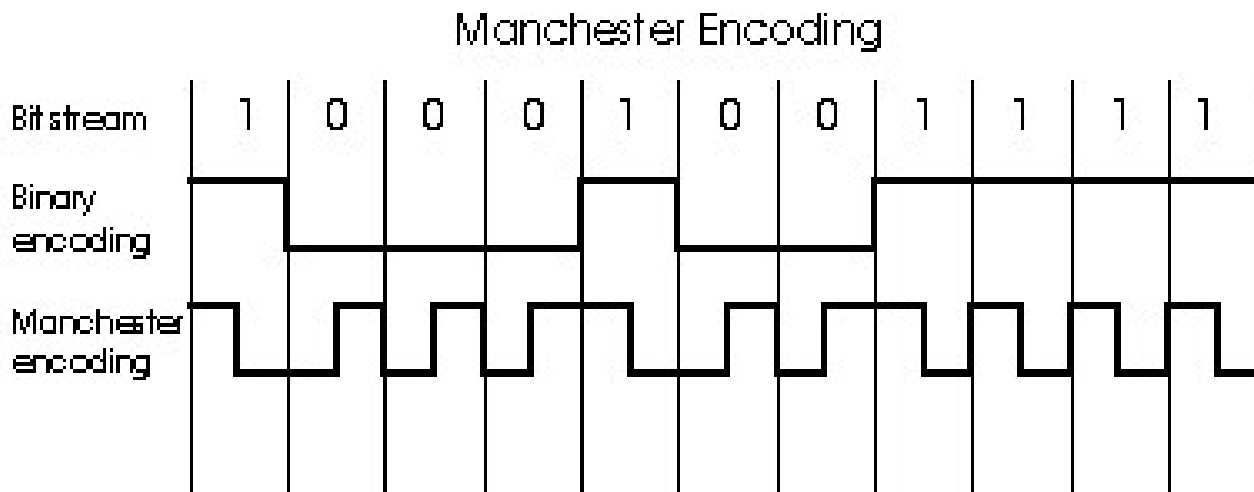 Manchester Encoding
Bitstream 1 0 0 0 1 0 0 1 1 1 1
Binary
encoding
Manchester
encoding